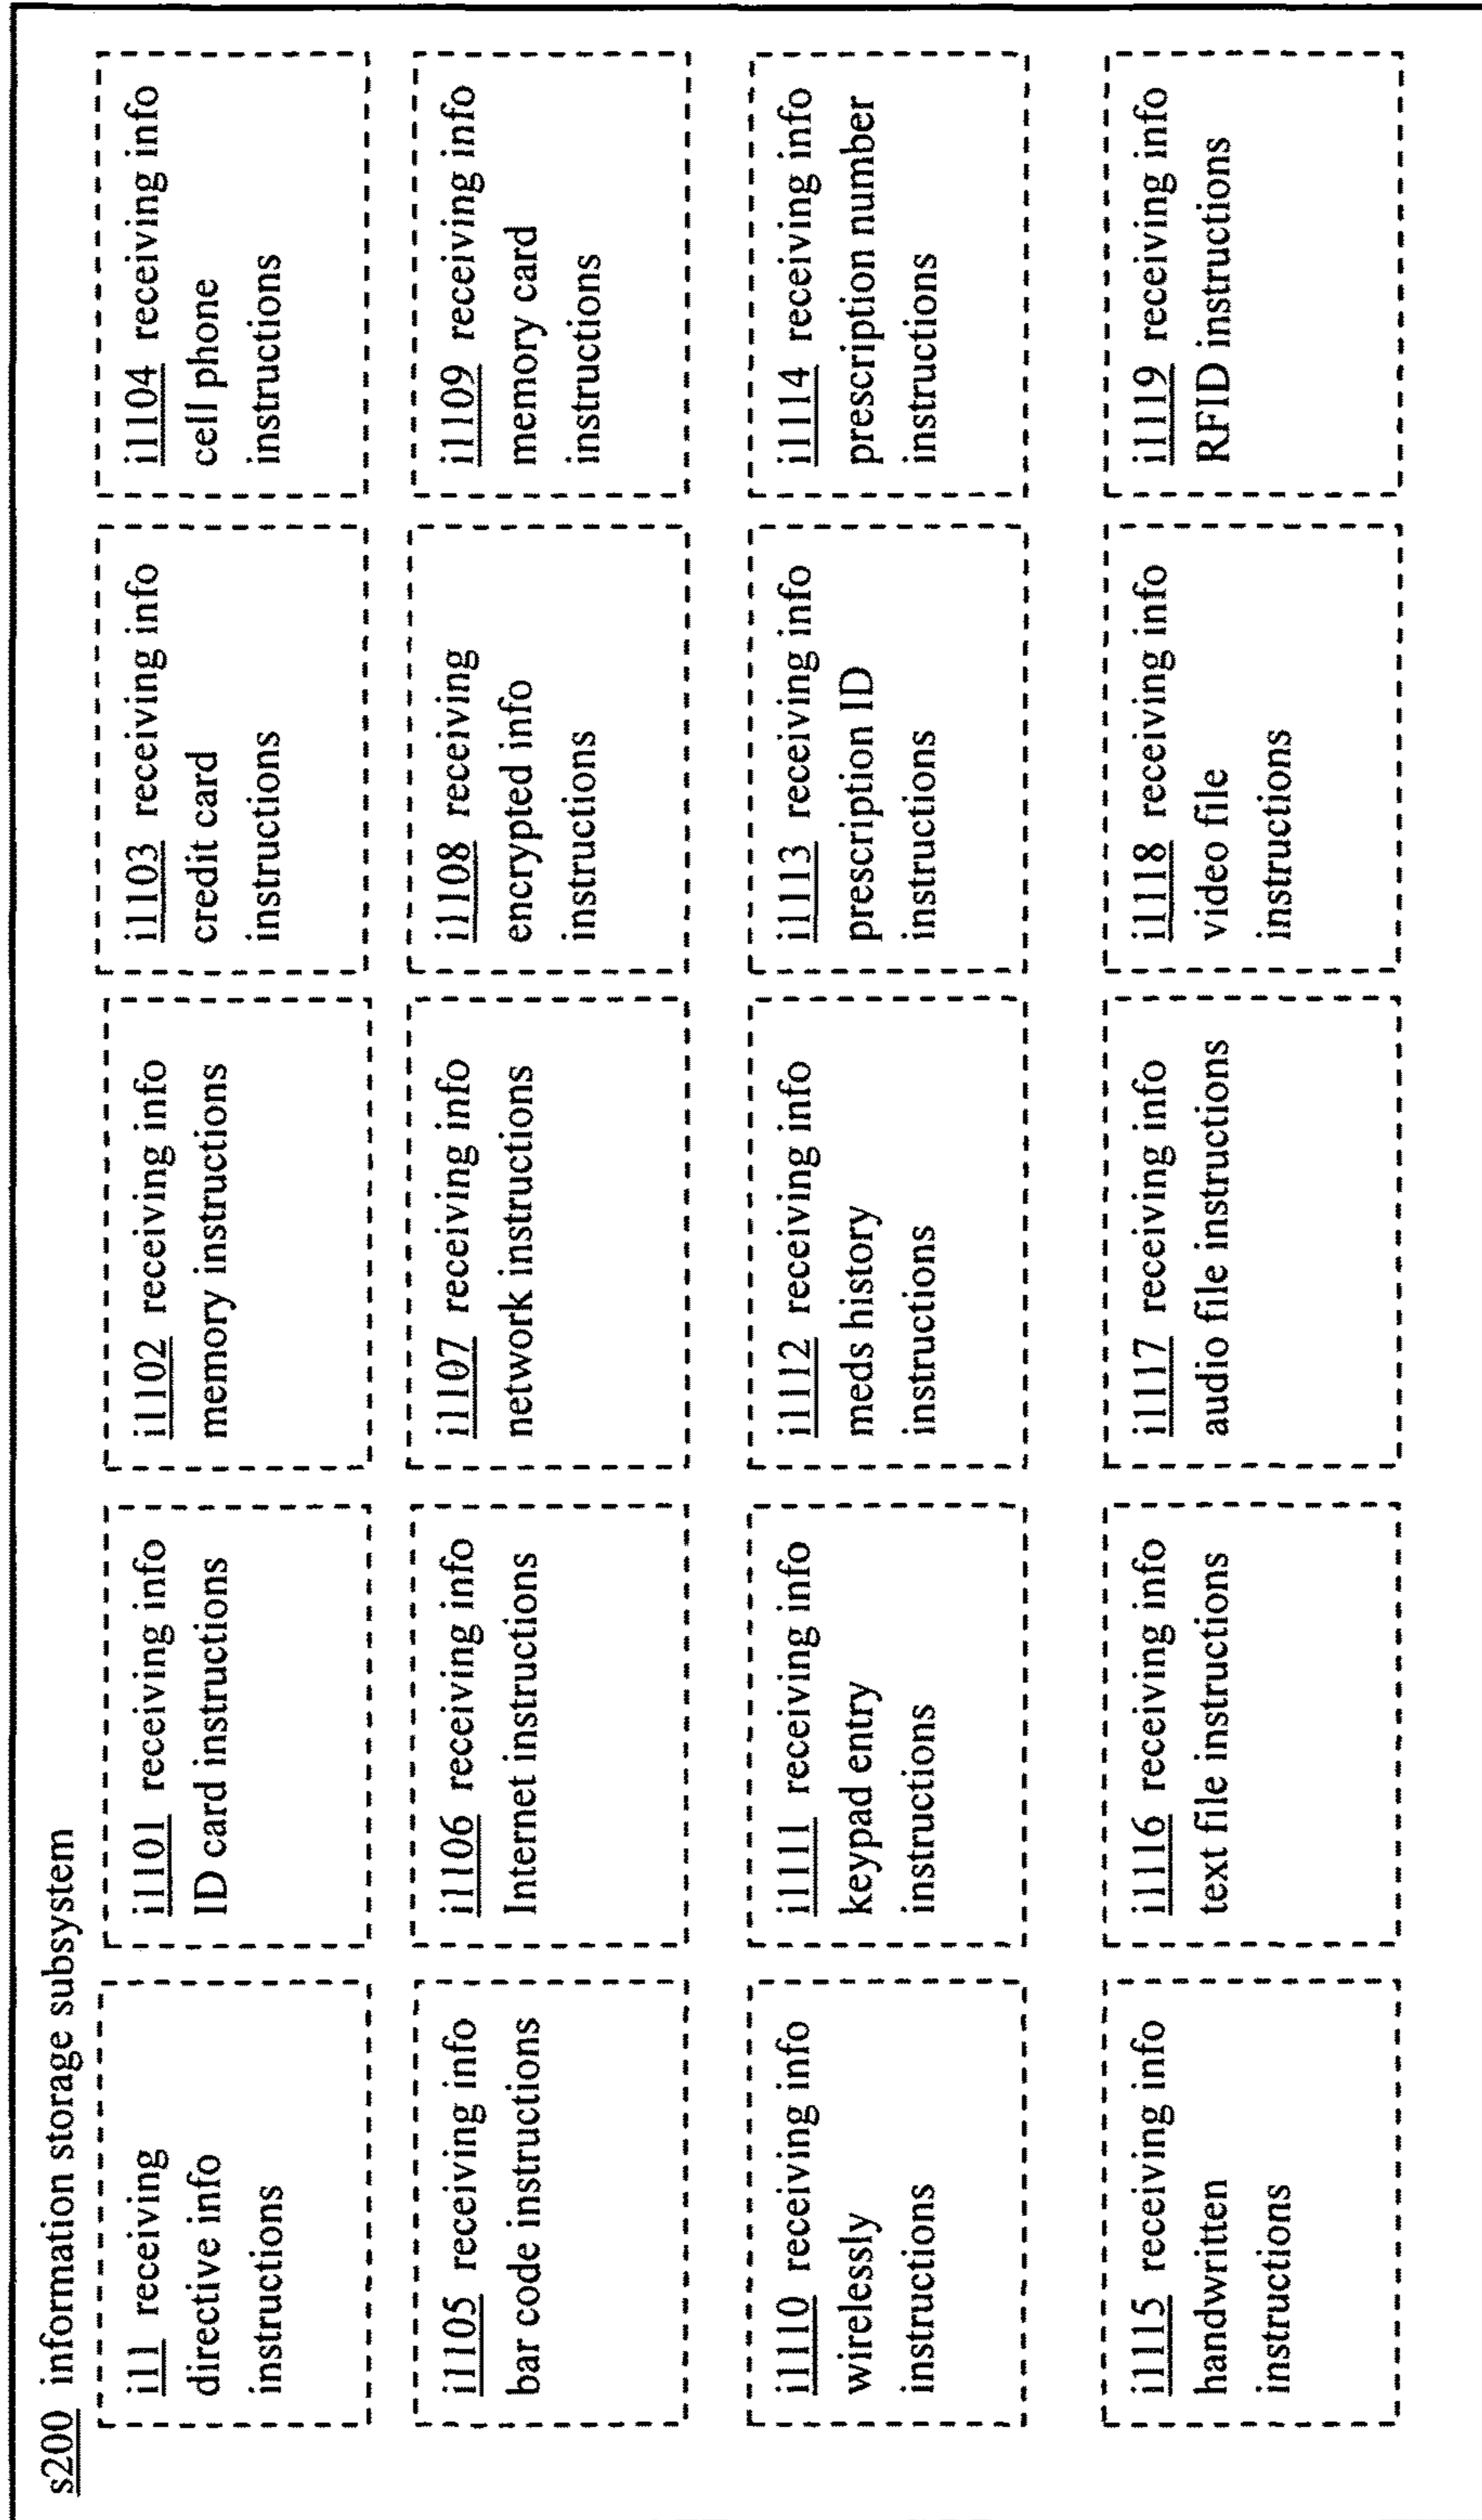 s200 information storage subsystem
i11 receiving
directive info
instructions
i1101 receiving info
ID card instructions
i1102 receiving info
memory instructions
i1103 receiving info
credit card
instructions
i1104 receiving info
cell phone
instructions
i1105 receiving info
bar code instructions
i1106 receiving info
Internet instructions
i1107 receiving info
network instructions
i1108 receiving
encrypted info
instructions
i1109 receiving info
memory card
instructions
i1110 receiving info
wirelessly
instructions
i1111 receiving info
keypad entry
instructions
i1112 receiving info
meds history
instructions
i1113 receiving info
prescription ID
instructions
i1114 receiving info
prescription number
instructions
i1115 receiving info
handwritten
instructions
i1116 receiving info
text file instructions
i1117 receiving info
audio file instructions
i1118 receiving info
video file
instructions
i1119 receiving info
RFID instructions